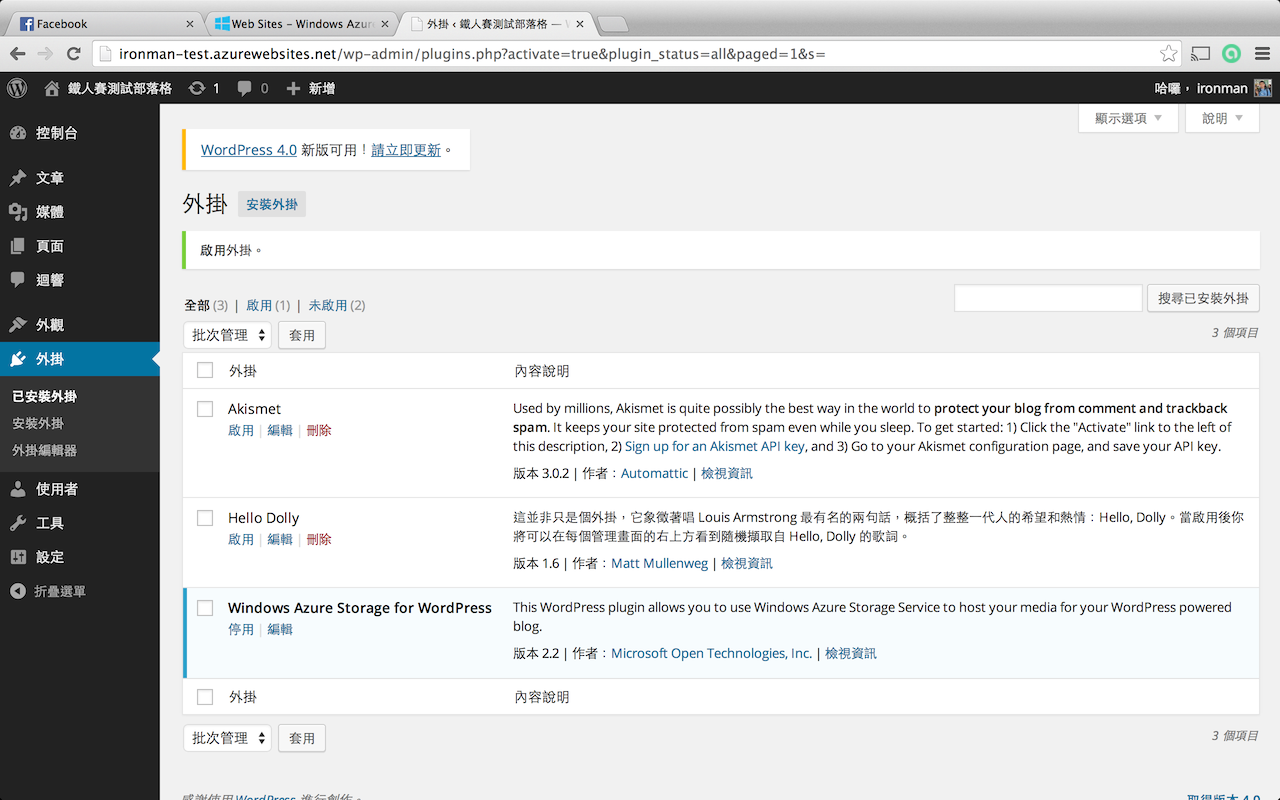 Facebook
Web Sites – Windows Azur
外掛 ‹ 鐵人賽測試部落格 —
ironman-test.azurewebsites.net/wp-admin/plugins.php?activate=true&plugin_status=all&paged=1&s=
鐵人賽測試部落格 1 0 新增 哈囉，ironman
顯示選項 說明
控制台
文章
媒體
頁面
迴響
外觀
外掛
已安裝外掛
安裝外掛
外掛編輯器
使用者
工具
設定
折疊選單
WordPress 4.0 新版可用！請立即更新。
外掛 安裝外掛
啟用外掛。
全部 (3) | 啟用 (1) | 未啟用 (2)
搜尋已安裝外掛
批次管理 套用
3 個項目
外掛 內容說明
Akismet
啟用 | 編輯 | 刪除
Used by millions, Akismet is quite possibly the best way in the world to protect your blog from comment and trackback
spam. It keeps your site protected from spam even while you sleep. To get started: 1) Click the "Activate" link to the left of
this description, 2) Sign up for an Akismet API key, and 3) Go to your Akismet configuration page, and save your API key.
版本 3.0.2 | 作者：Automattic | 檢視資訊
Hello Dolly
啟用 | 編輯 | 刪除
這並非只是個外掛，它象徵著唱 Louis Armstrong 最有名的兩句話，概括了整整一代人的希望和熱情：Hello, Dolly。當啟用後你
將可以在每個管理畫面的右上方看到隨機擷取自 Hello, Dolly 的歌詞。
版本 1.6 | 作者：Matt Mullenweg | 檢視資訊
Windows Azure Storage for WordPress
停用 | 編輯
This WordPress plugin allows you to use Windows Azure Storage Service to host your media for your WordPress powered
blog.
版本 2.2 | 作者：Microsoft Open Technologies, Inc. | 檢視資訊
外掛 內容說明
批次管理 套用
3 個項目
感謝使用 WordPress 進行創作。
取得版本 4.0